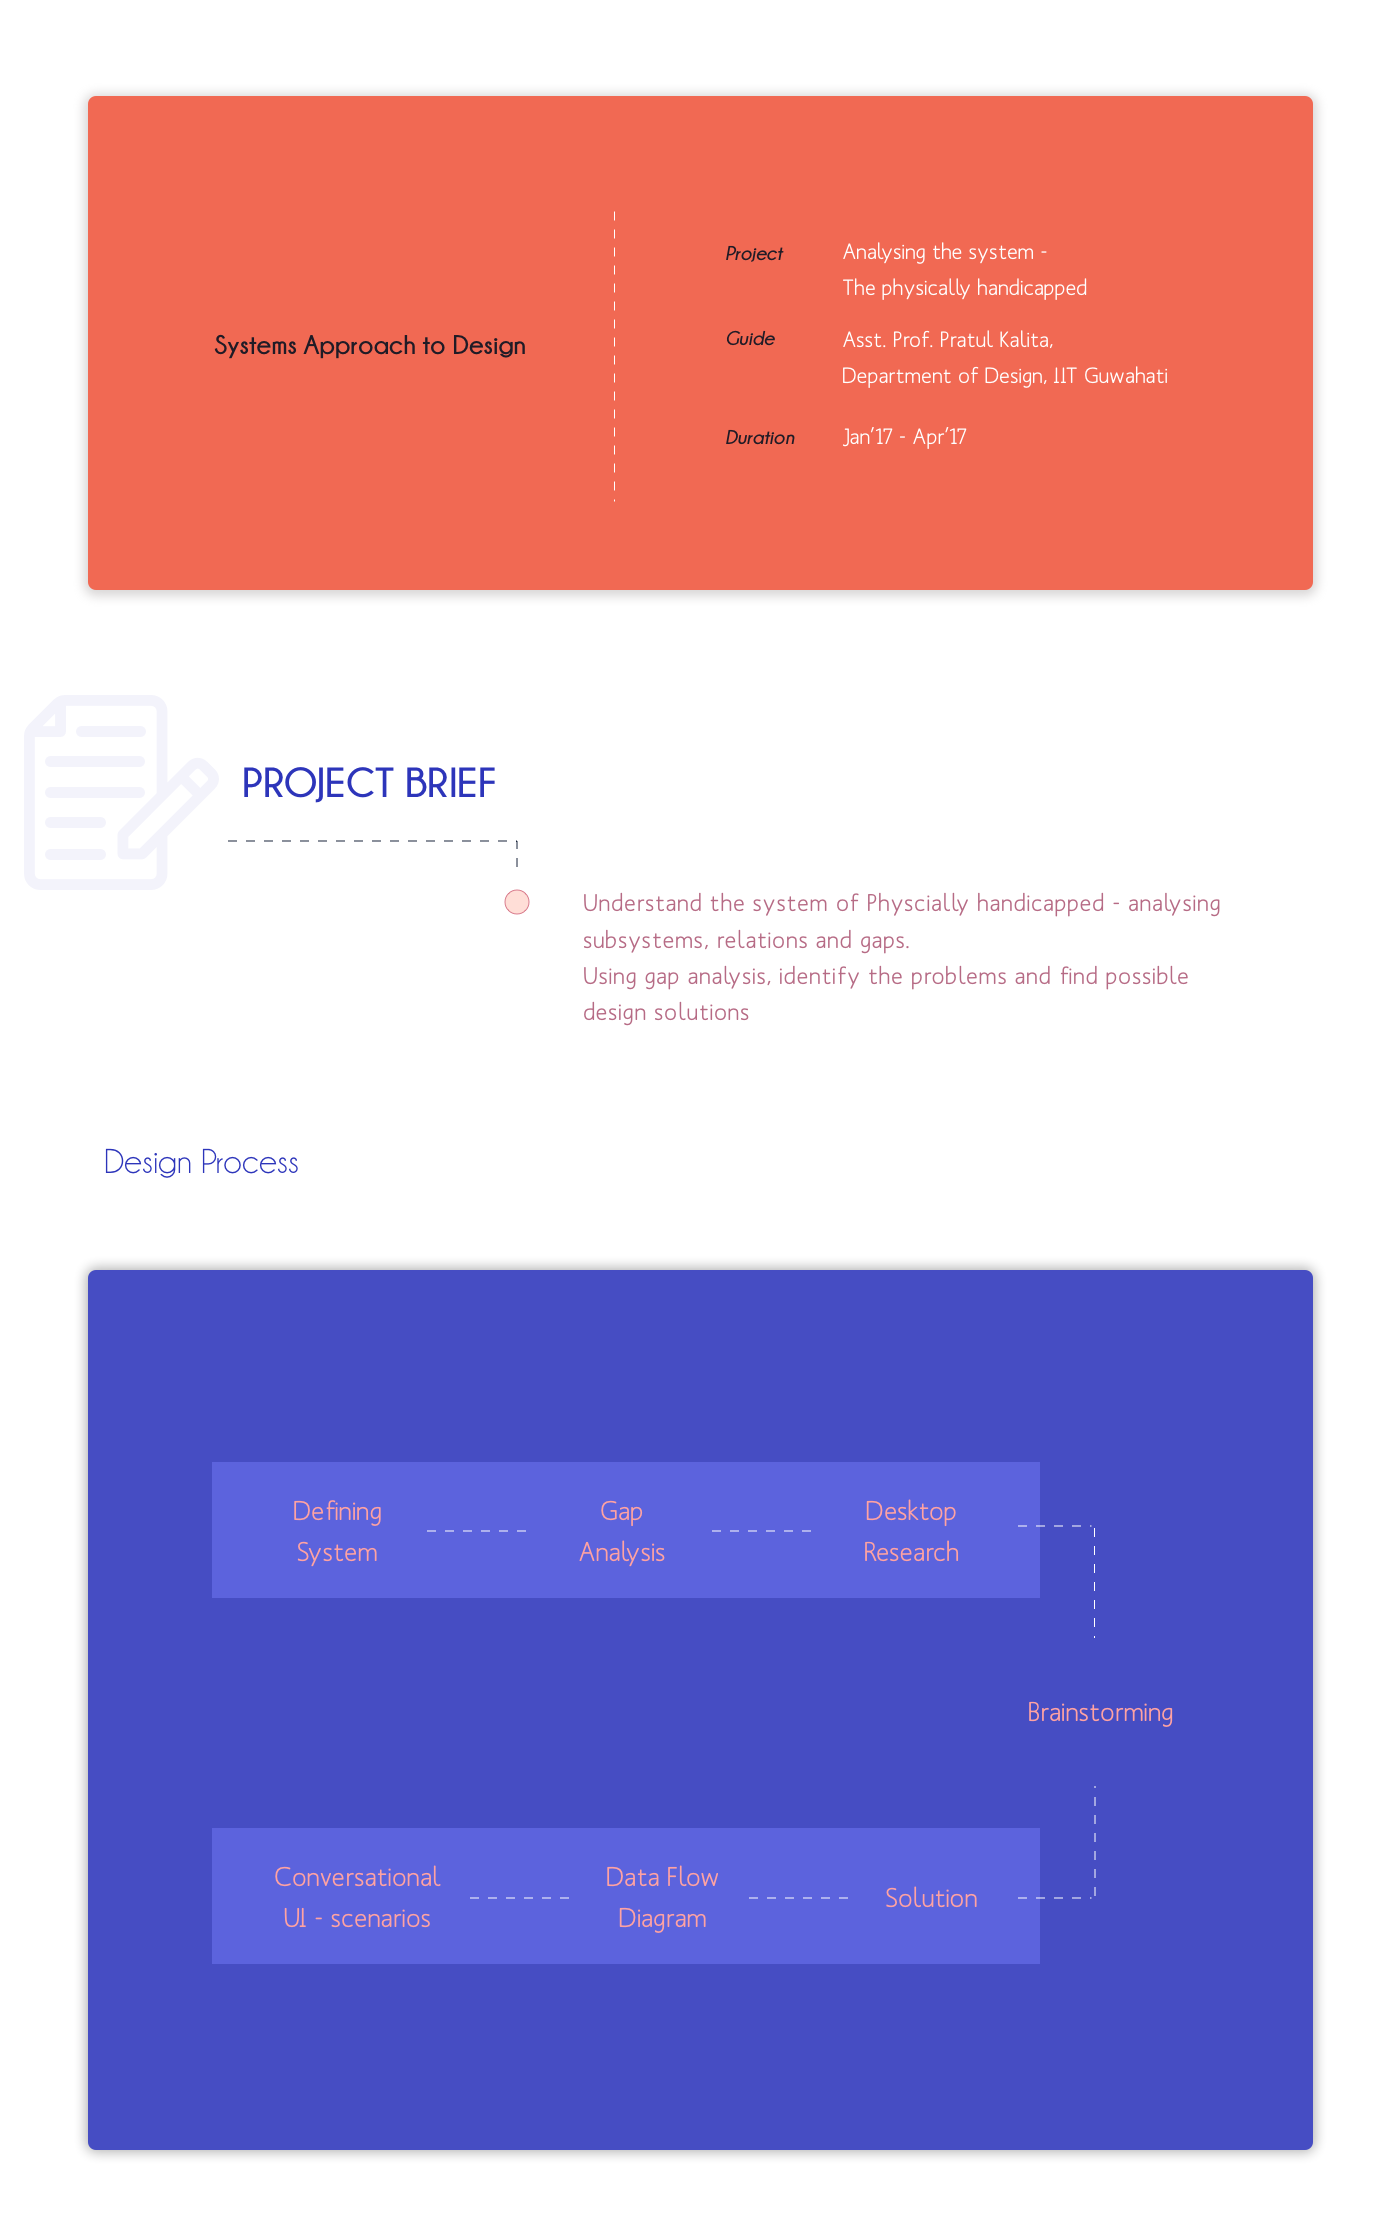 Systems Approach to Design
Project
Analysing the system -
The physically handicapped
Guide
Asst. Prof. Pratul Kalita,
Department of Design, IIT Guwahati
Duration
Jan'17 - Apr'17
PROJECT BRIEF
Understand the system of Physcially handicapped - analysing
subsystems, relations and gaps.
Using gap analysis, identify the problems and find possible
design solutions
Design Process
Defining
System
Gap
Analysis
Desktop
Research
Brainstorming
Conversational
UI - scenarios
Data Flow
Diagram
Solution